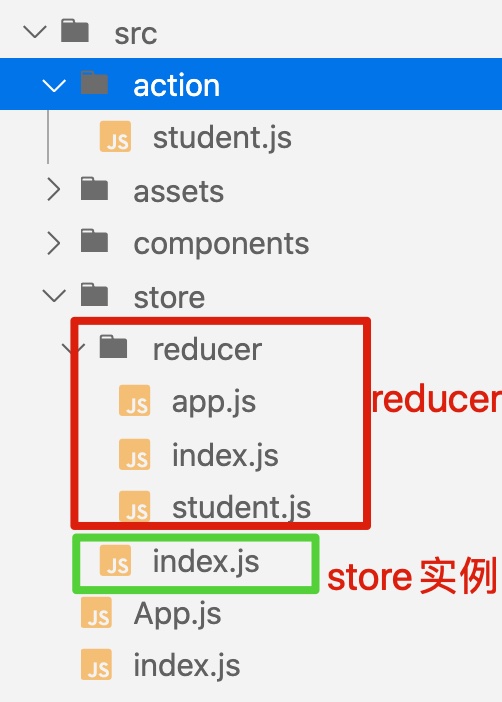 src
action
JS student.js
assets
components
store
reducer
JS app.js
reducer
JS index.js
JS student.js
JS index.js
store实例
JS App.js
JS index.js